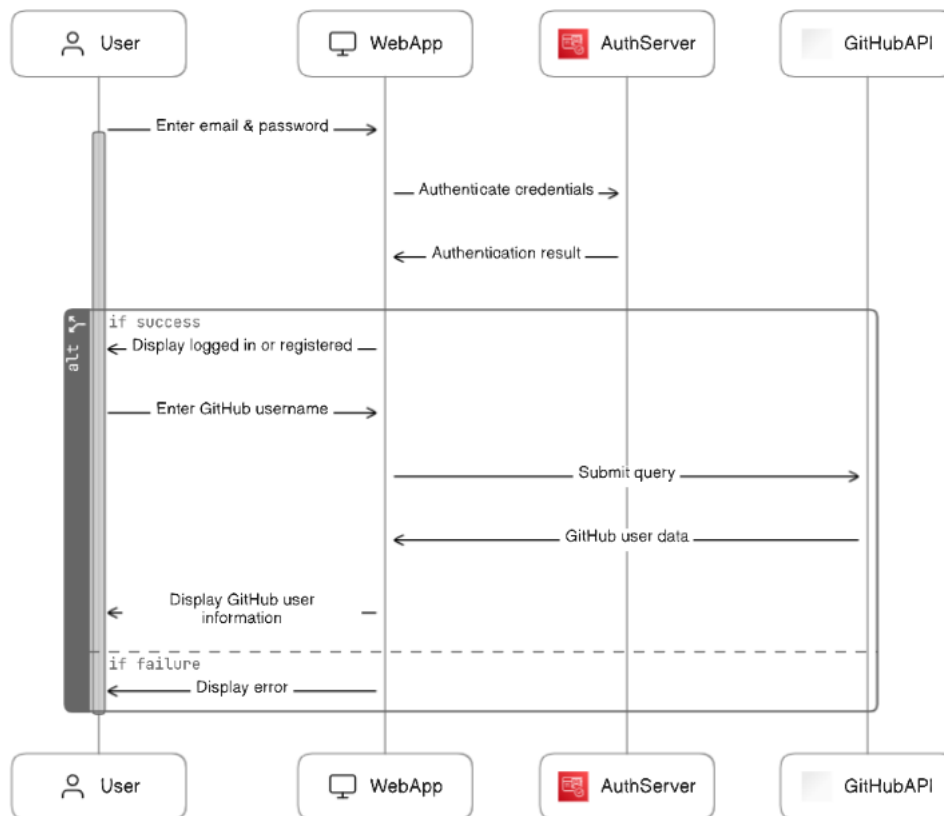 User
WebApp
AuthServer
GitHubAPI
Enter email & password
Authenticate credentials
Authentication result
alt
if success
Display logged in or registered
Enter GitHub username
Submit query
GitHub user data
Display GitHub user
information
if failure
Display error
User
WebApp
AuthServer
GitHubAPI